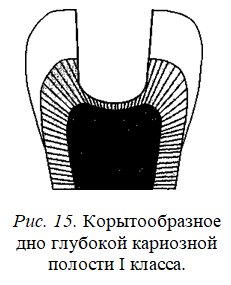 Рис. 15. Корытообразное
дно глубокой кариозной
полости I класса.